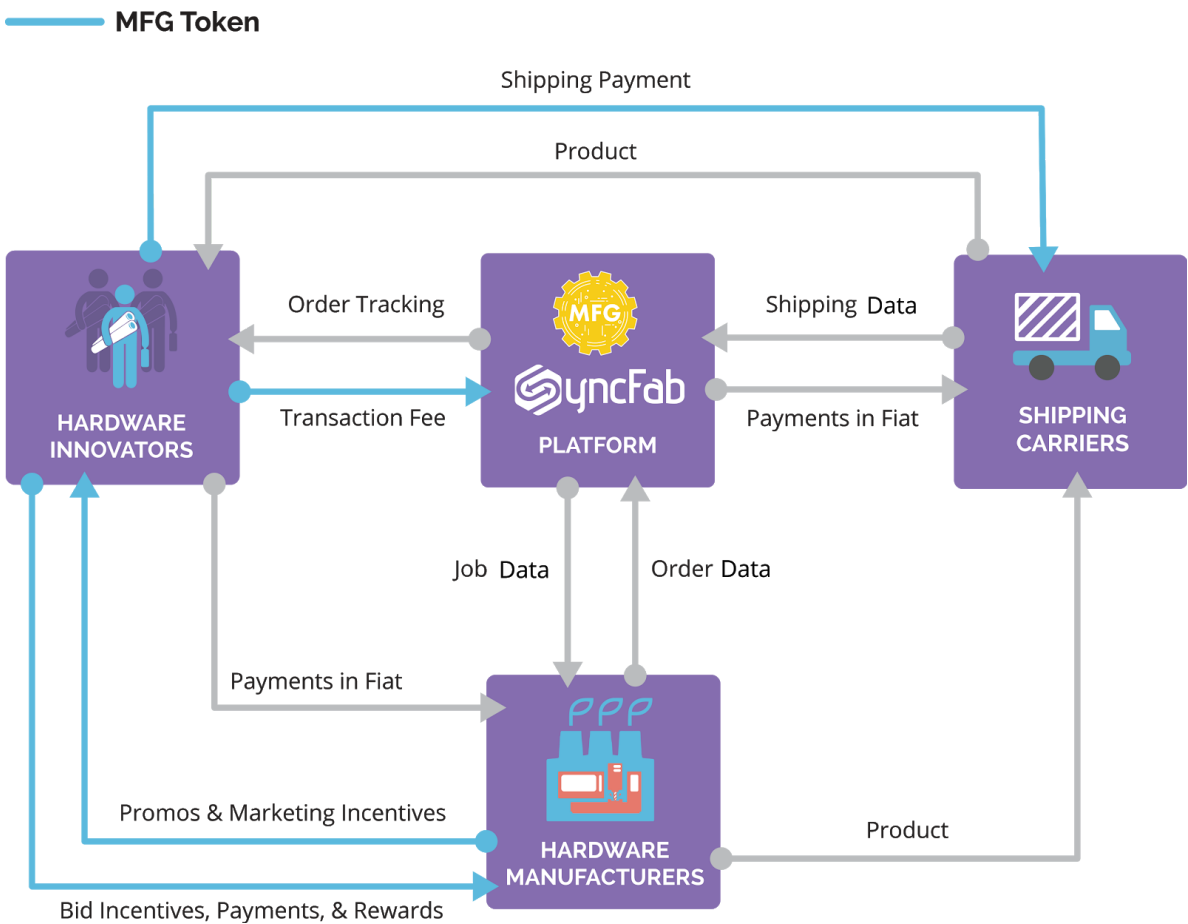 MFG Token
Shipping Payment
Product
Order Tracking
MFG
Shipping Data
SyncFab
Transaction Fee
Payments in Fiat
HARDWARE
INNOVATORS
PLATFORM
SHIPPING
CARRIERS
Job Data
Order Data
Payments in Fiat
Promos & Marketing Incentives
Product
HARDWARE
MANUFACTURERS
Bid Incentives, Payments, & Rewards